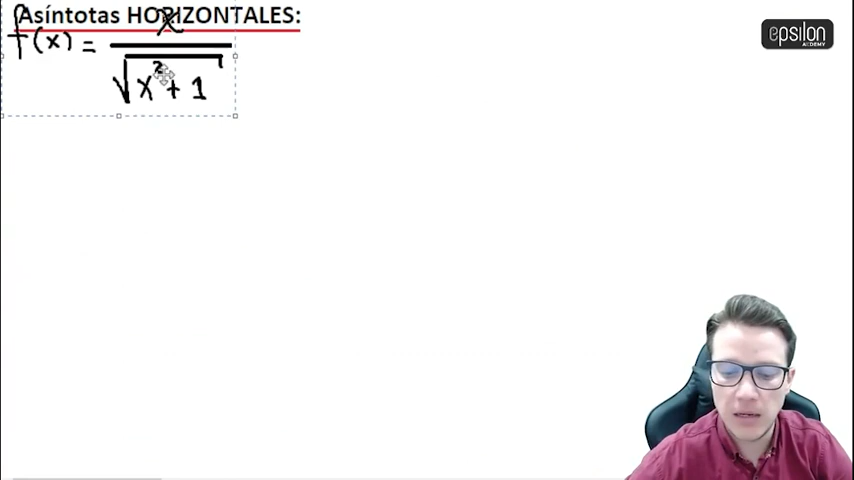 Asíntotas HORIZONTALES:
f(x) = x / √(x² + 1)
epsilon
ACADEMY